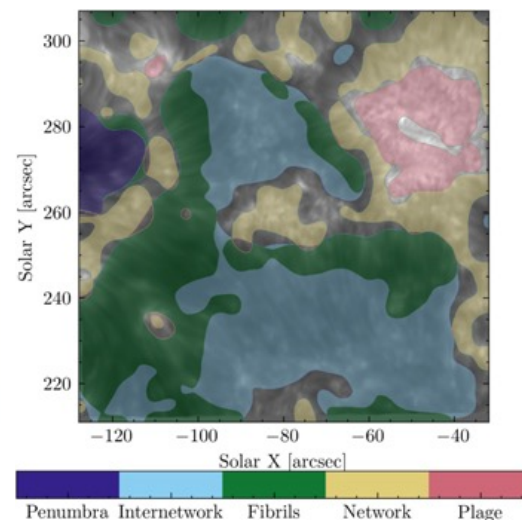 300
280
260
240
220
Solar Y [arcsec]
−120 −100 −80 −60 −40
Solar X [arcsec]
Penumbra Internetwork Fibrils Network Plage